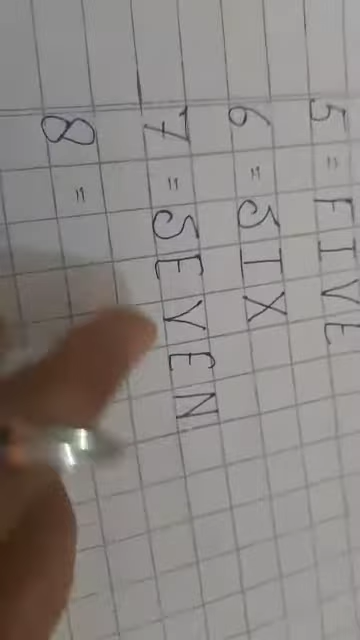 5 = FIVE
6 = SIX
7 = SEVEN
8 =